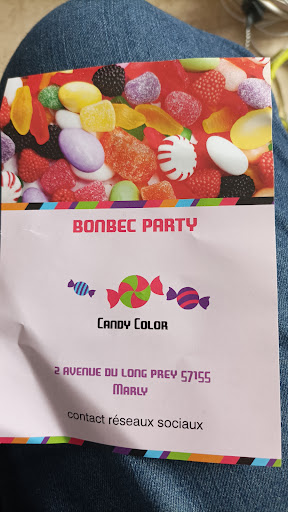 BONBEC PARTY
CANDY COLOR
2 AVENUE DU LONG PREY 57155
MARLY
contact réseaux sociaux